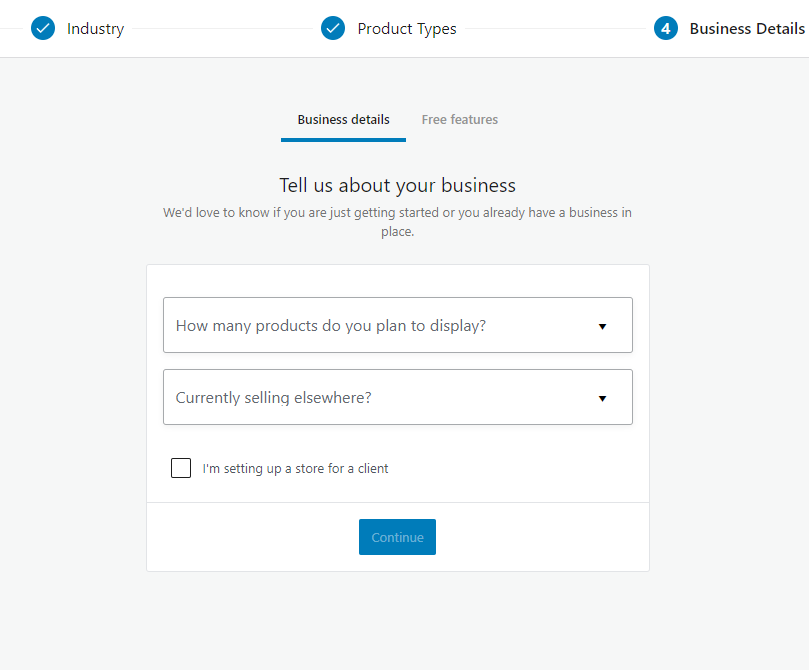 Industry
Product Types
4 Business Details
Business details
Free features
Tell us about your business
We'd love to know if you are just getting started or you already have a business in
place.
How many products do you plan to display?
Currently selling elsewhere?
I'm setting up a store for a client
Continue